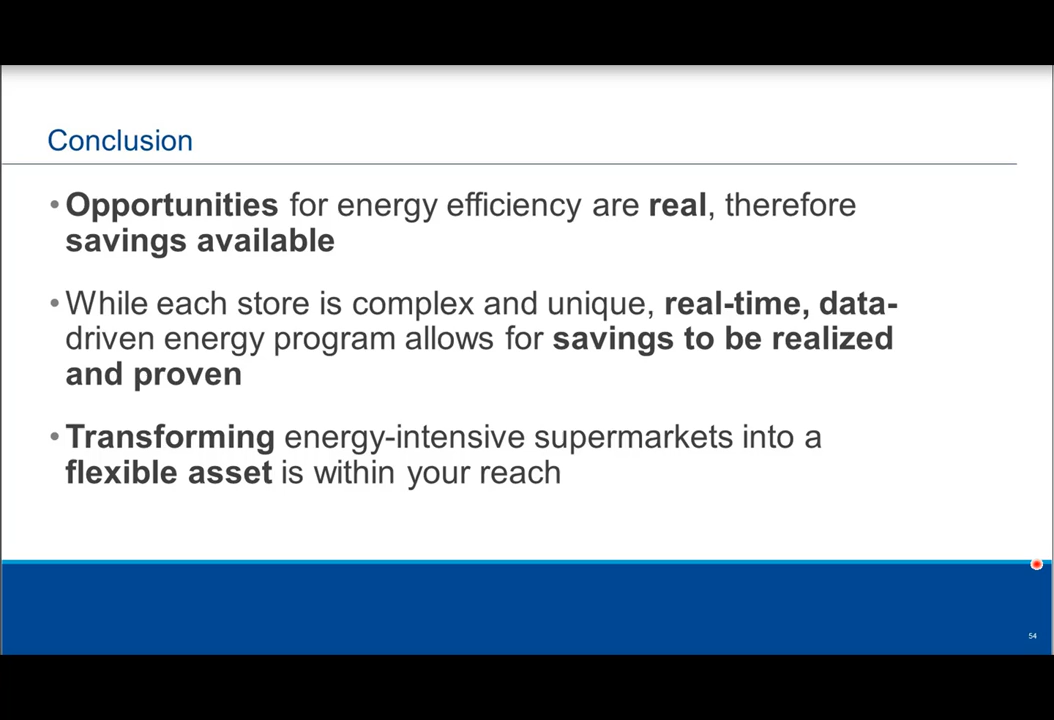 Conclusion
• Opportunities for energy efficiency are real, therefore
savings available
• While each store is complex and unique, real-time, data-
driven energy program allows for savings to be realized
and proven
• Transforming energy-intensive supermarkets into a
flexible asset is within your reach
54